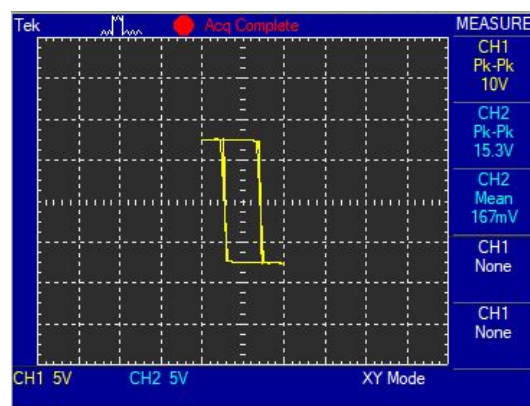 Tek Acq Complete MEASURE
CH1
Pk-Pk
10V
CH2
Pk-Pk
15.3V
CH2
Mean
167mV
CH1
None
CH1
None
CH1 5V CH2 5V XY Mode